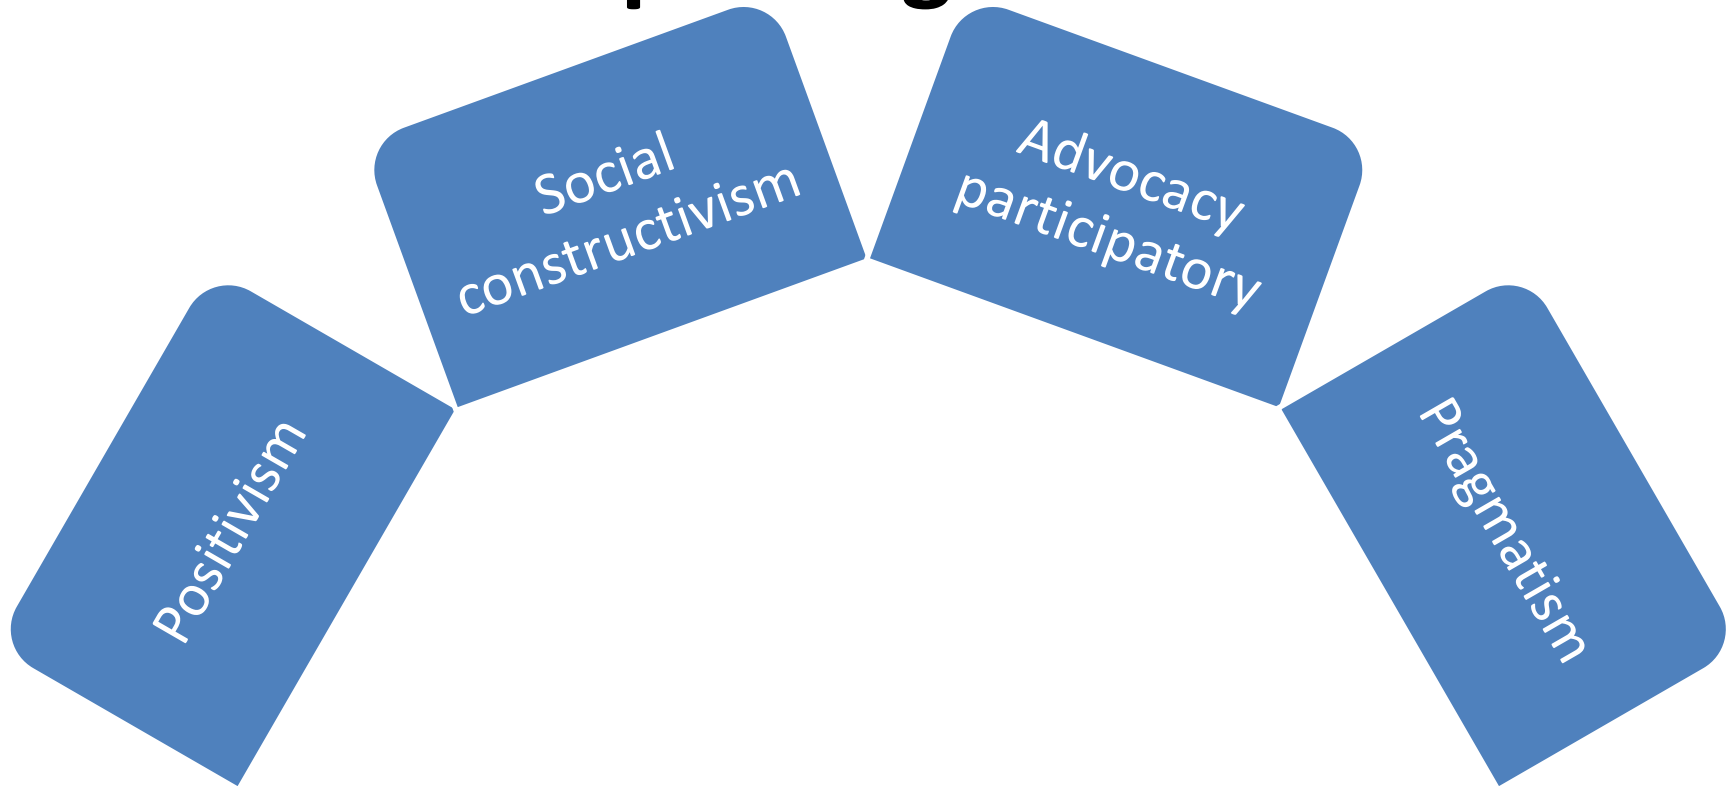 Positivism
Social
constructivism
Advocacy
participatory
Pragmatism